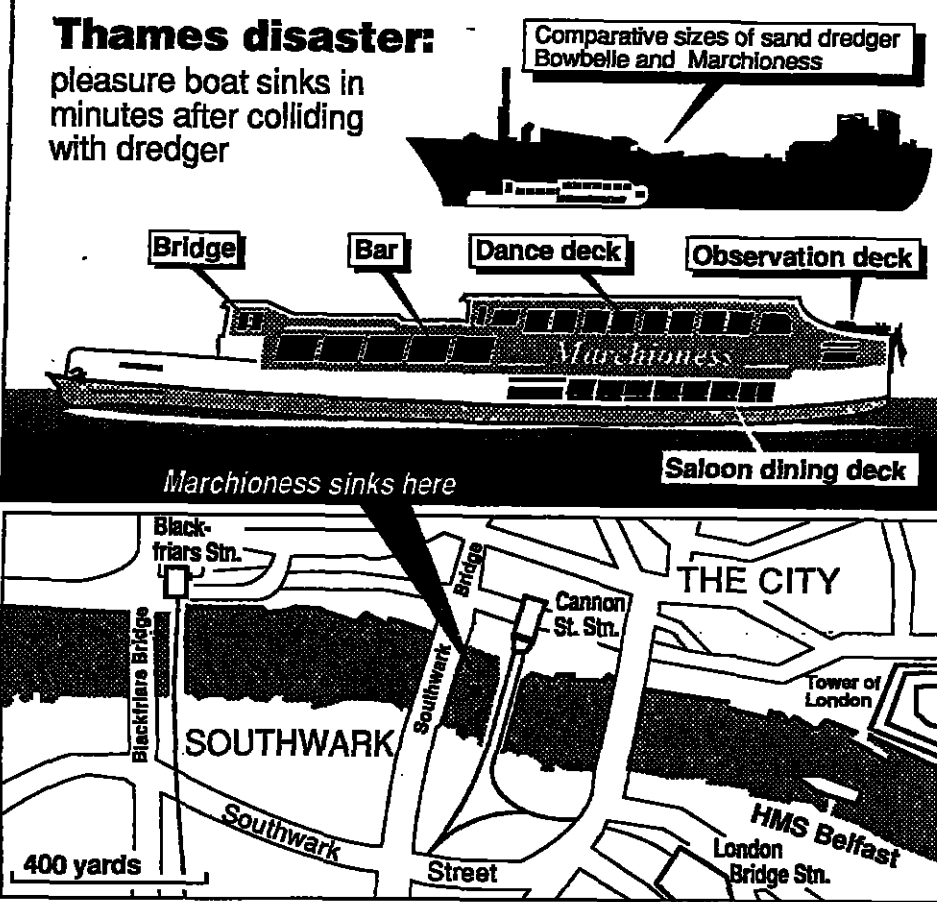 Thames disaster:
pleasure boat sinks in
minutes after colliding
with dredger
Comparative sizes of sand dredger
Bowbelle and Marchioness
Bridge
Bar
Dance deck
Observation deck
Marchioness
Saloon dining deck
Marchioness sinks here
Black-
friars Stn.
Blackfriars Bridge
SOUTHWARK
Southwark
Bridge
Cannon
St. Stn.
THE CITY
Tower of
London
HMS Belfast
London
Bridge Stn.
Southwark
Street
400 yards